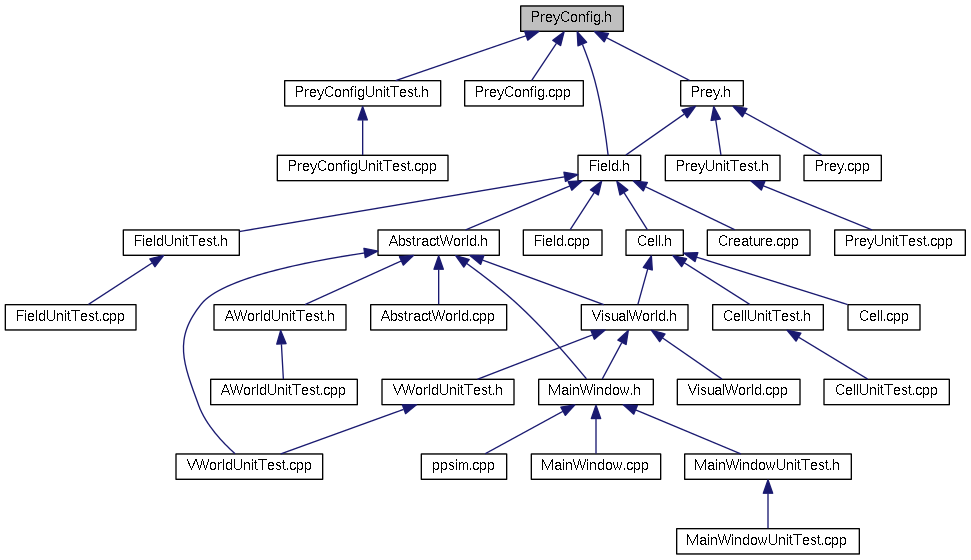 PreyConfig.h
PreyConfigUnitTest.h
PreyConfig.cpp
Prey.h
PreyConfigUnitTest.cpp
Field.h
PreyUnitTest.h
Prey.cpp
FieldUnitTest.h
AbstractWorld.h
Field.cpp
Cell.h
Creature.cpp
PreyUnitTest.cpp
FieldUnitTest.cpp
AWorldUnitTest.h
AbstractWorld.cpp
VisualWorld.h
CellUnitTest.h
Cell.cpp
AWorldUnitTest.cpp
VWorldUnitTest.h
MainWindow.h
VisualWorld.cpp
CellUnitTest.cpp
VWorldUnitTest.cpp
ppsim.cpp
MainWindow.cpp
MainWindowUnitTest.h
MainWindowUnitTest.cpp